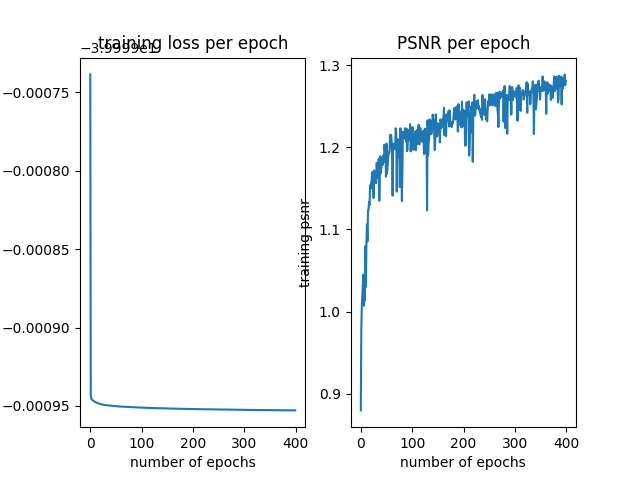 training loss per epoch
−3.9999e1
−0.00075
−0.00080
−0.00085
−0.00090
−0.00095
0 100 200 300 400
number of epochs
PSNR per epoch
training psnr
1.3
1.2
1.1
1.0
0.9
0 100 200 300 400
number of epochs